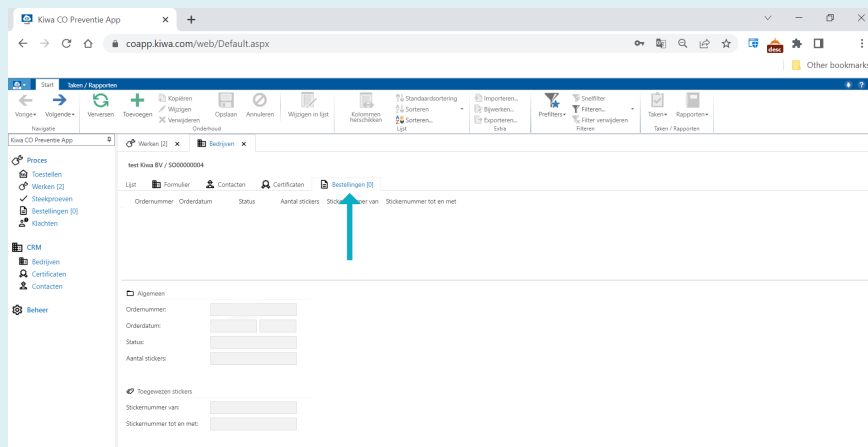 Kiwa CO Preventie App
coapp.kiwa.com/web/Default.aspx
desc
Other bookmarks
Start Taken / Rapporten
Vorige Volgende Verversen Toevoegen Kopiëren Wijzigen Verwijderen Opslaan Annuleren Wijzigen in lijst Kolommen herschikken Standaardsortering Sorteren Sorteren... Importeren... Bijwerken... Exporteren... Prefilters Snelfilter Filteren... Filter verwijderen Taken Rapporten
Navigatie Onderhoud Lijst Extra Filteren Taken / Rapporten
Kiwa CO Preventie App
Werken [2] Bedrijven
test Kiwa BV / SO00000004
Proces
Toestellen
Werken [2]
Steekproeven
Bestellingen [0]
Klachten
CRM
Bedrijven
Certificaten
Contacten
Beheer
Lijst Formulier Contacten Certificaten Bestellingen [0]
Ordernummer Orderdatum Status Aantal stickers van Stickernummer tot en met
Algemeen
Ordernummer:
Orderdatum:
Status:
Aantal stickers:
Toegewezen stickers
Stickernummer van:
Stickernummer tot en met: